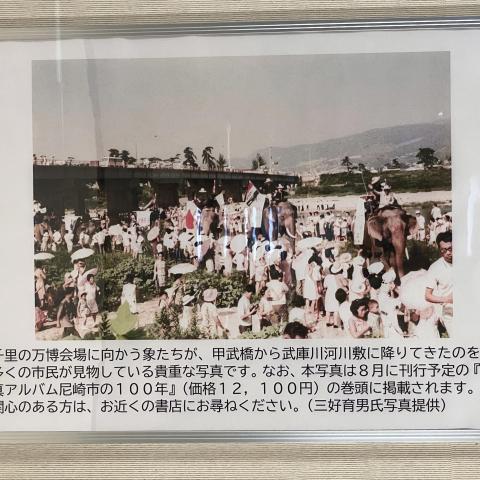 千里の万博会場に向かう象たちが、甲武橋から武庫川河川敷に降りてきたのを
多くの市民が見物している貴重な写真です。なお、本写真は8月に刊行予定の『
真アルバム尼崎市の100年』(価格12,100円)の巻頭に掲載されます。
関心のある方は、お近くの書店にお尋ねください。(三好育男氏写真提供)